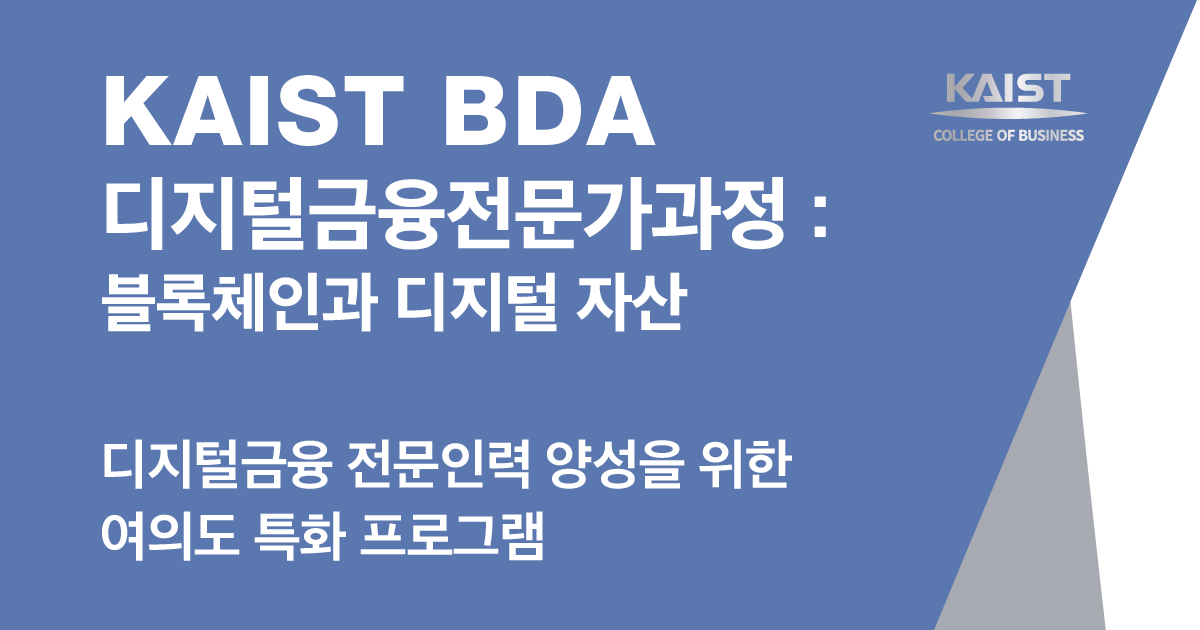 KAIST BDA
디지털금융전문가과정 :
블록체인과 디지털 자산
디지털금융 전문인력 양성을 위한
여의도 특화 프로그램
KAIST
COLLEGE OF BUSINESS